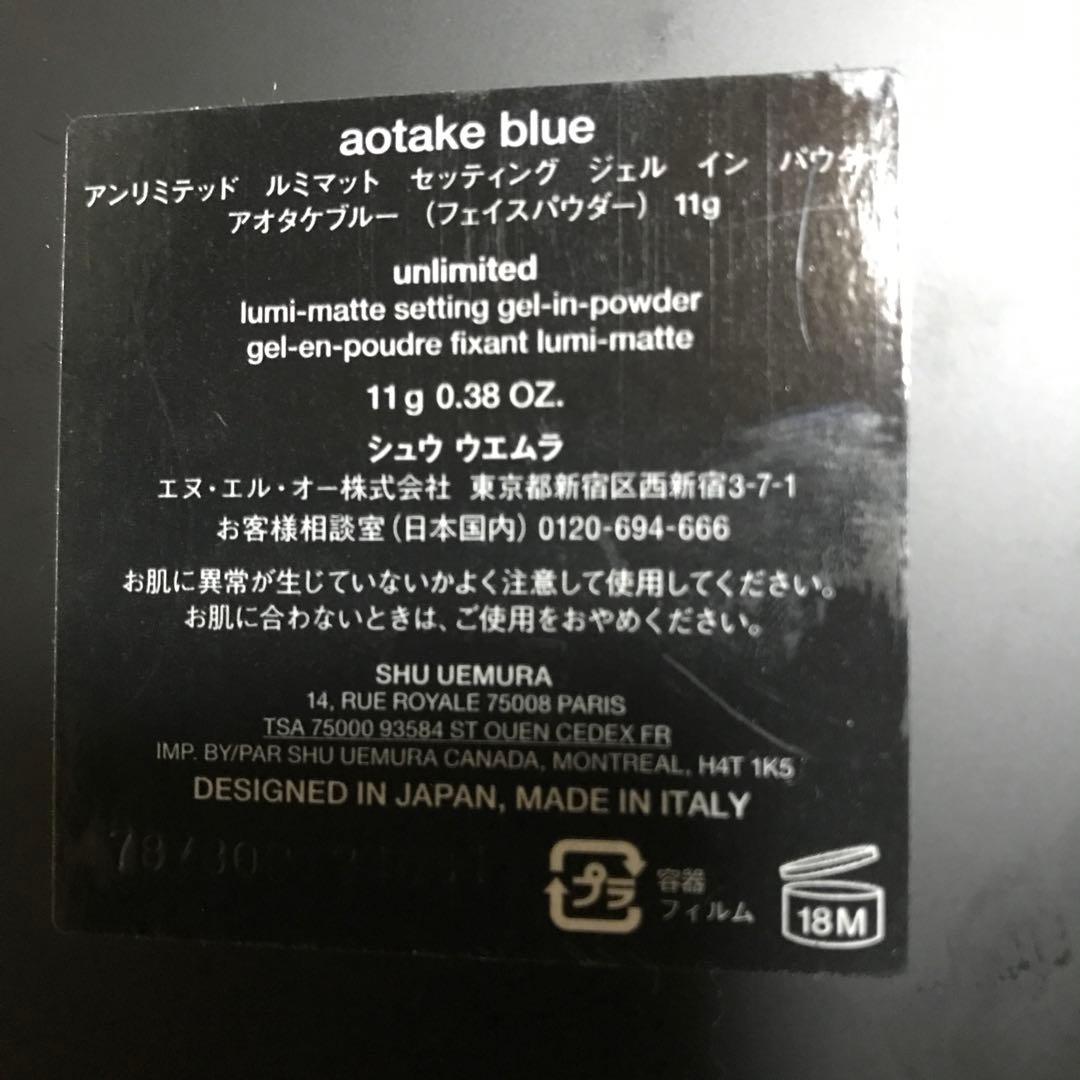 aotake blue
アンリミテッド ルミマット セッティング ジェル イン パウダー
アオタケブルー （フェイスパウダー） 11g
unlimited
lumi-matte setting gel-in-powder
gel-en-poudre fixant lumi-matte
11g 0.38 OZ.
シュウ ウエムラ
エヌ・エル・オー株式会社 東京都新宿区西新宿3-7-1
お客様相談室（日本国内）0120-694-666
お肌に異常が生じていないかよく注意して使用してください。
お肌に合わないときは、ご使用をおやめください。
SHU UEMURA
14, RUE ROYALE 75008 PARIS
TSA 75000 93584 ST OUEN CEDEX FR
IMP. BY/PAR SHU UEMURA CANADA, MONTREAL, H4T 1K5
DESIGNED IN JAPAN, MADE IN ITALY
プラ
容器
フィルム
18M